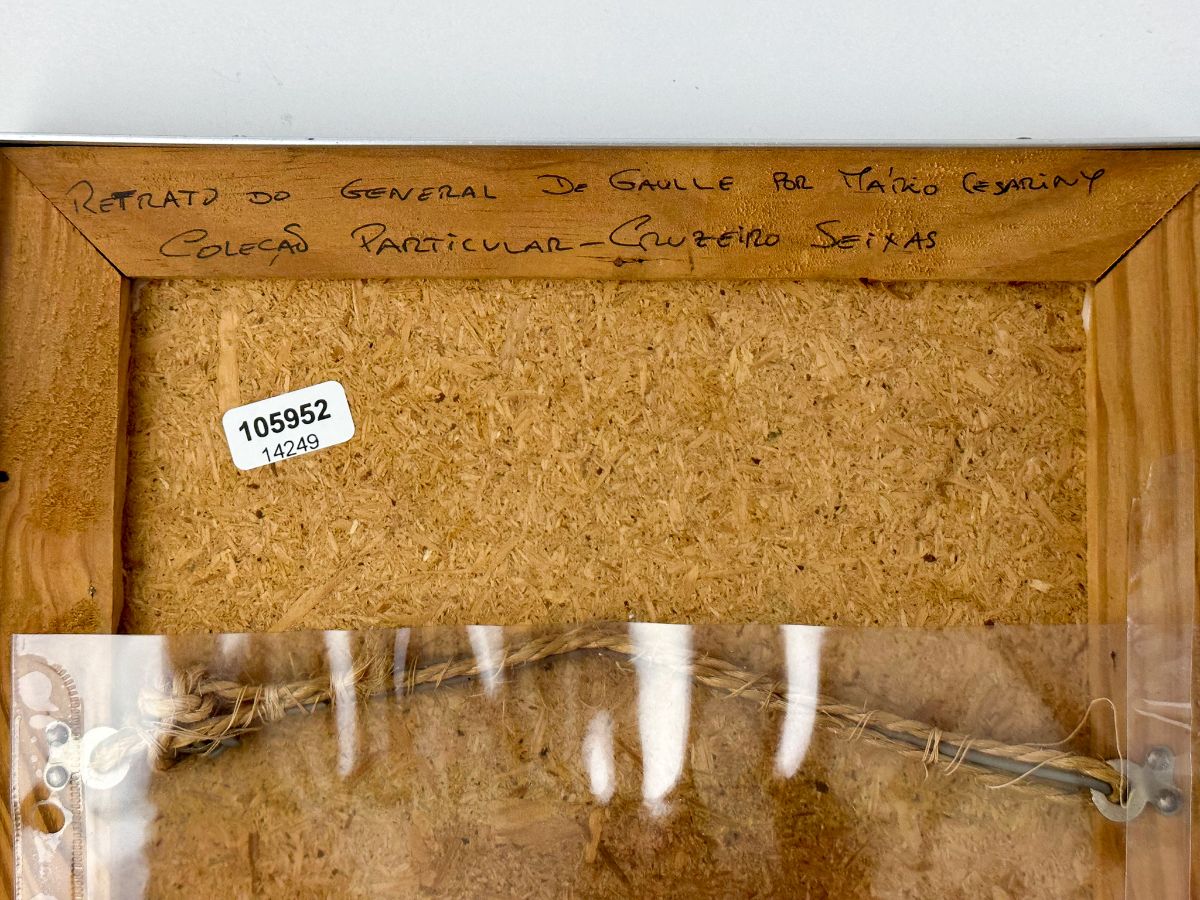 RETRATO DO GENERAL DE GAULLE POR MÁRIO CESARINY
COLEÇÃO PARTICULAR – CRUZEIRO SEIXAS
105952
14249